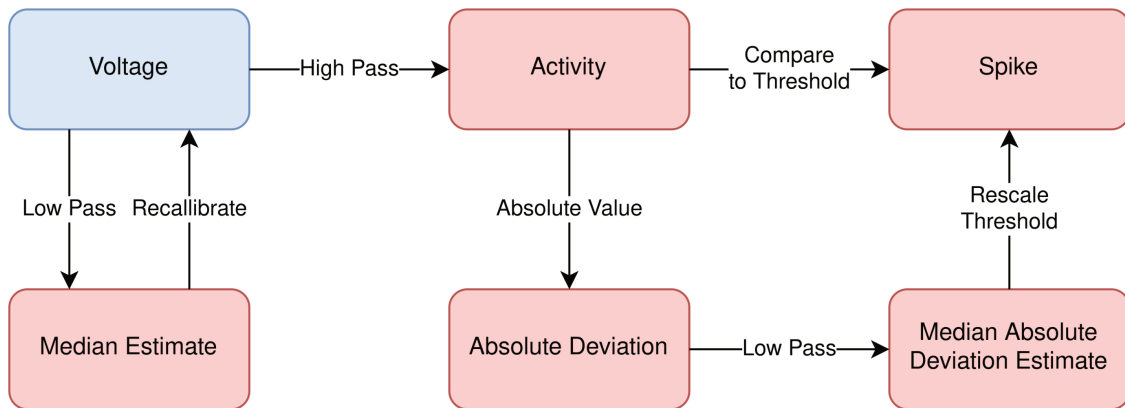 Voltage
High Pass
Activity
Compare
to Threshold
Spike
Low Pass
Recallibrate
Absolute Value
Rescale
Threshold
Median Estimate
Absolute Deviation
Low Pass
Median Absolute
Deviation Estimate